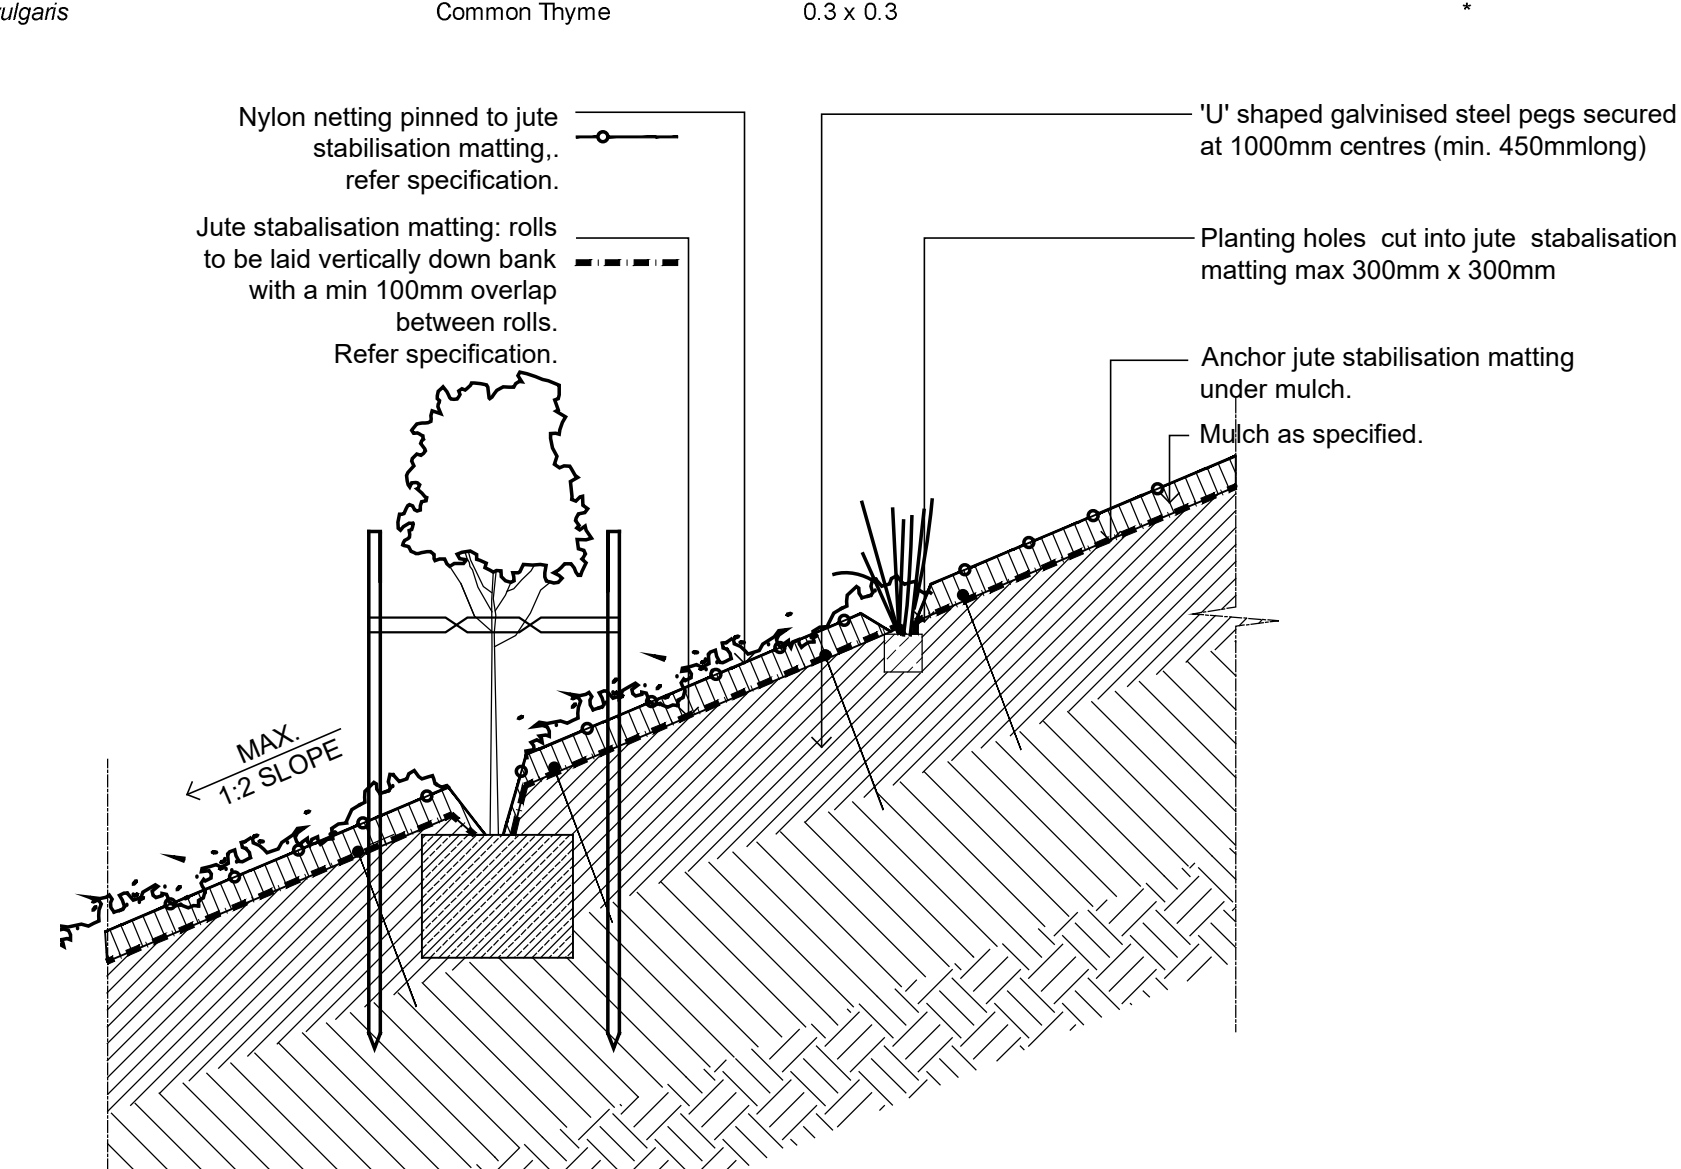 ulgaris Common Thyme 0.3 x 0.3 *
Nylon netting pinned to jute
stabilisation matting,.
refer specification.
Jute stabalisation matting: rolls
to be laid vertically down bank
with a min 100mm overlap
between rolls.
Refer specification.
'U' shaped galvinised steel pegs secured
at 1000mm centres (min. 450mmlong)
Planting holes cut into jute stabalisation
matting max 300mm x 300mm
Anchor jute stabilisation matting
under mulch.
Mulch as specified.
MAX.
1:2 SLOPE